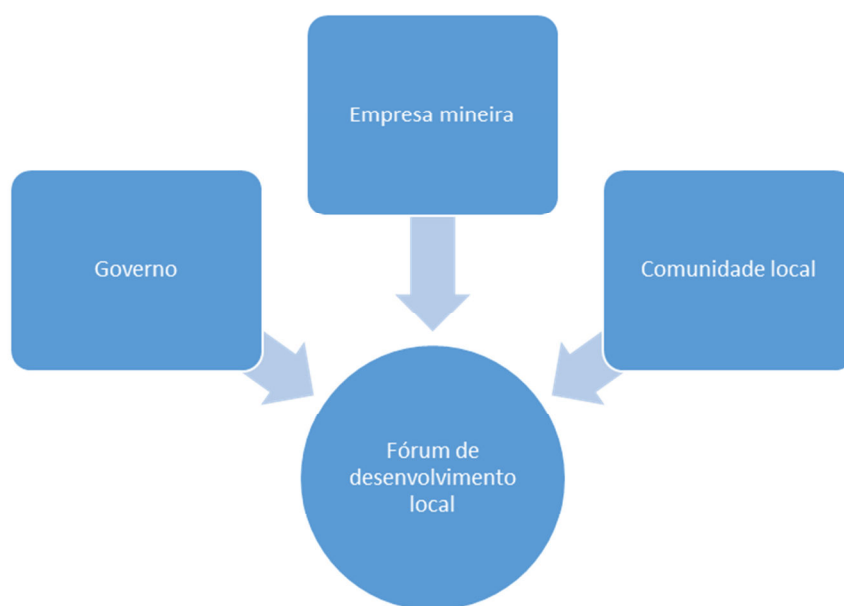 Empresa mineira
Governo
Comunidade local
Fórum de
desenvolvimento
local